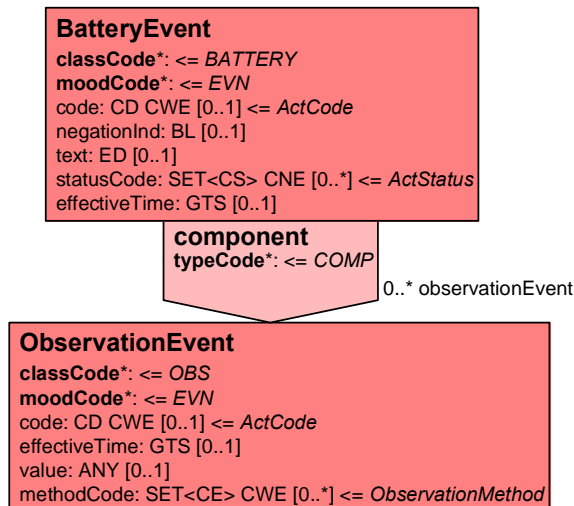 BatteryEvent
classCode*: <= BATTERY
moodCode*: <= EVN
code: CD CWE [0..1] <= ActCode
negationInd: BL [0..1]
text: ED [0..1]
statusCode: SET<CS> CNE [0..*] <= ActStatus
effectiveTime: GTS [0..1]
component
typeCode*: <= COMP
0..* observationEvent
ObservationEvent
classCode*: <= OBS
moodCode*: <= EVN
code: CD CWE [0..1] <= ActCode
effectiveTime: GTS [0..1]
value: ANY [0..1]
methodCode: SET<CE> CWE [0..*] <= ObservationMethod